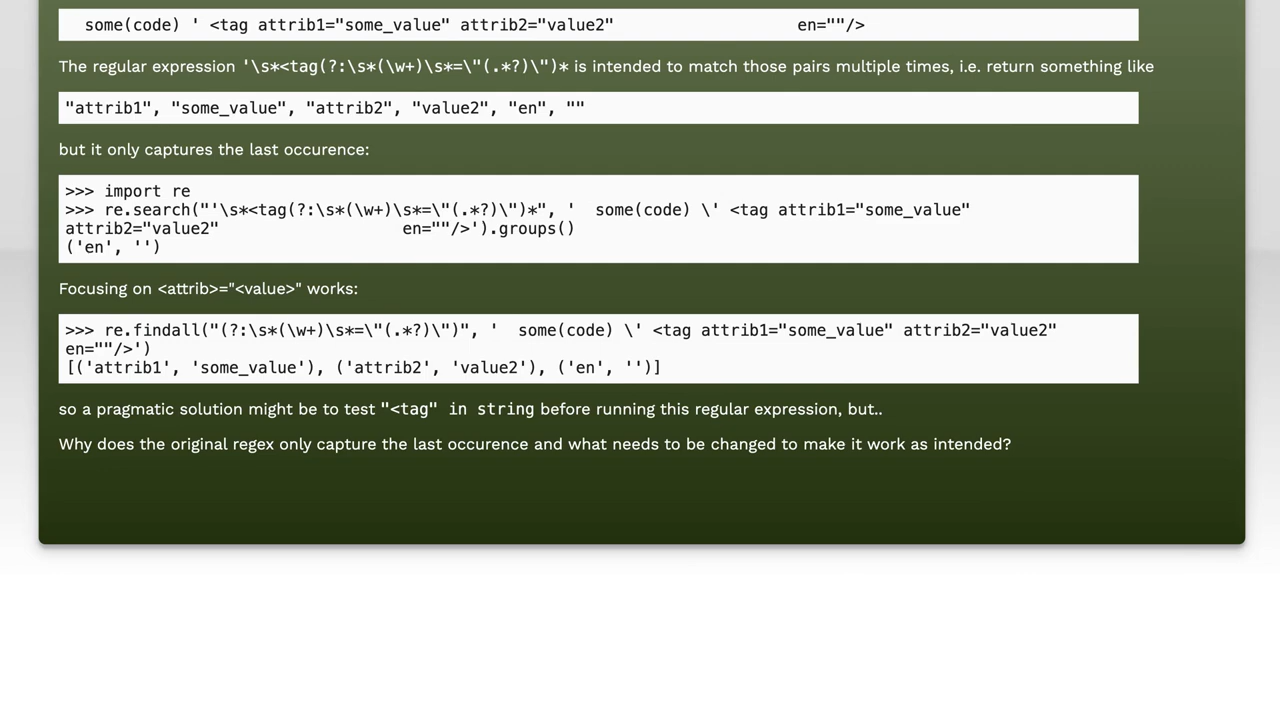 some(code) ' <tag attrib1="some_value" attrib2="value2"                        en=""/>
The regular expression '\s*<tag(?:\s*(\w+)\s*=\"(.*?)\")* is intended to match those pairs multiple times, i.e. return something like
"attrib1", "some_value", "attrib2", "value2", "en", ""
but it only captures the last occurence:
>>> import re
>>> re.search("'\s*<tag(?:\s*(\w+)\s*=\"(.*?)\")*", '  some(code) \' <tag attrib1="some_value"
attrib2="value2"                        en=""/>').groups()
('en', '')
Focusing on <attrib>="<value>" works:
>>> re.findall("(?:\s*(\w+)\s*=\"(.*?)\")", '  some(code) \' <tag attrib1="some_value" attrib2="value2"
en=""/>')
[('attrib1', 'some_value'), ('attrib2', 'value2'), ('en', '')]
so a pragmatic solution might be to test "<tag" in string before running this regular expression, but..
Why does the original regex only capture the last occurence and what needs to be changed to make it work as intended?